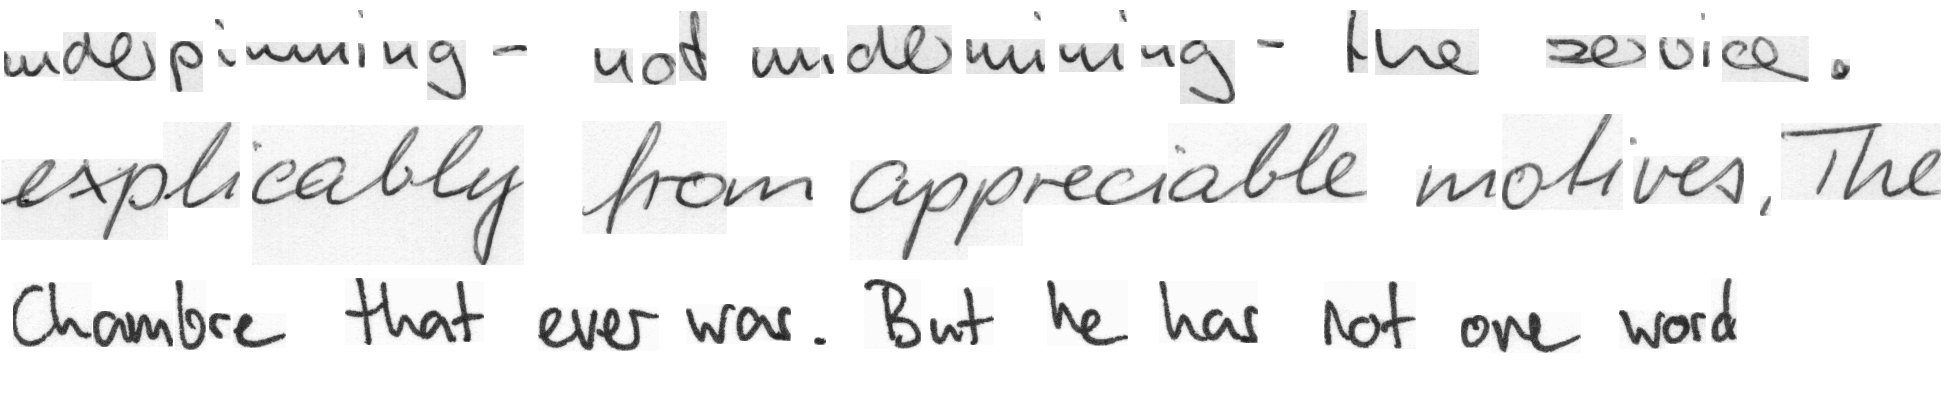 underpinning - not undermining - the service.
explicably from appreciable motives, The
Chambre that ever was. But he has not one word